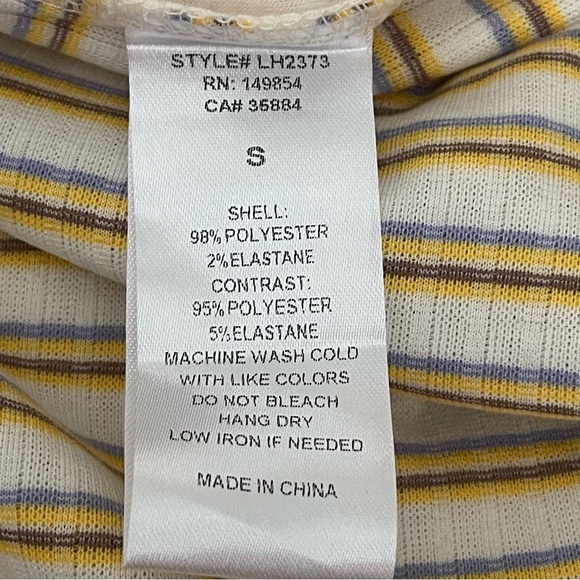 STYLE# LH2373
RN: 149854
CA# 35884
S
SHELL:
98% POLYESTER
2% ELASTANE
CONTRAST:
95% POLYESTER
5% ELASTANE
MACHINE WASH COLD
WITH LIKE COLORS
DO NOT BLEACH
HANG DRY
LOW IRON IF NEEDED
MADE IN CHINA